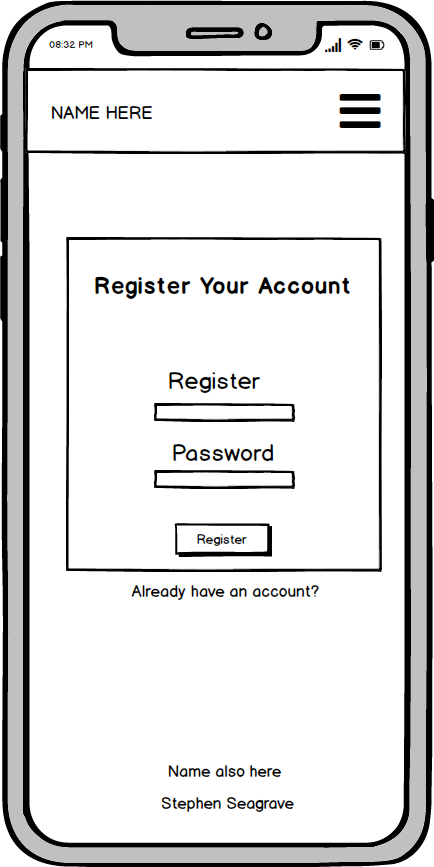 08:32 PM
NAME HERE
Register Your Account
Register
Password
Register
Already have an account?
Name also here
Stephen Seagrave